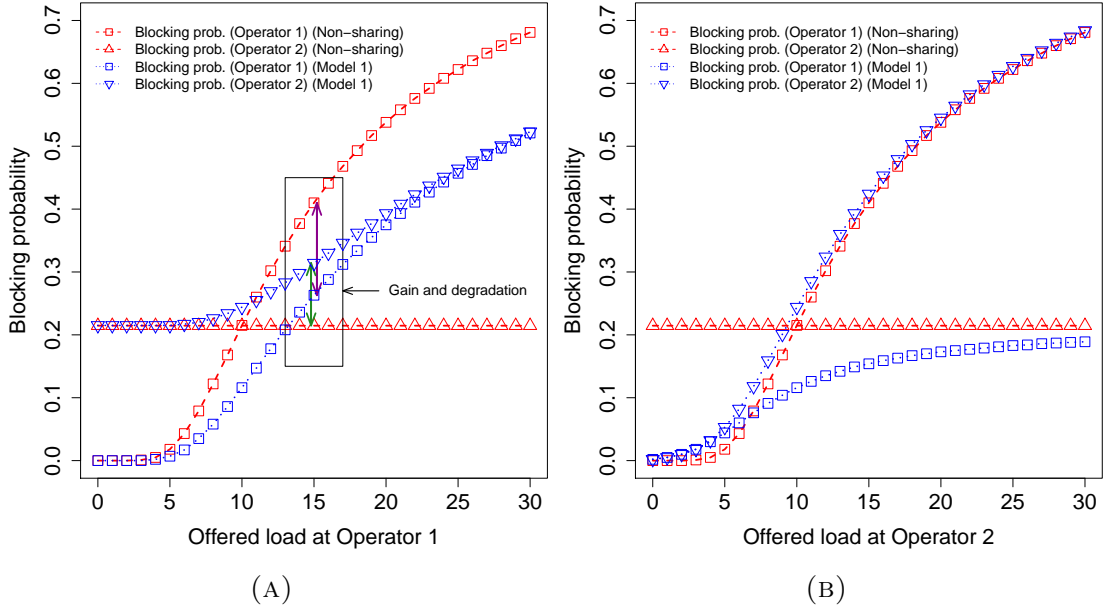 Blocking prob. (Operator 1) (Non−sharing)
Blocking prob. (Operator 2) (Non−sharing)
Blocking prob. (Operator 1) (Model 1)
Blocking prob. (Operator 2) (Model 1)
Gain and degradation
Blocking probability
0.0 0.1 0.2 0.3 0.4 0.5 0.6 0.7
0 5 10 15 20 25 30
Offered load at Operator 1
(A)
Blocking prob. (Operator 1) (Non−sharing)
Blocking prob. (Operator 2) (Non−sharing)
Blocking prob. (Operator 1) (Model 1)
Blocking prob. (Operator 2) (Model 1)
Blocking probability
0.0 0.1 0.2 0.3 0.4 0.5 0.6 0.7
0 5 10 15 20 25 30
Offered load at Operator 2
(B)